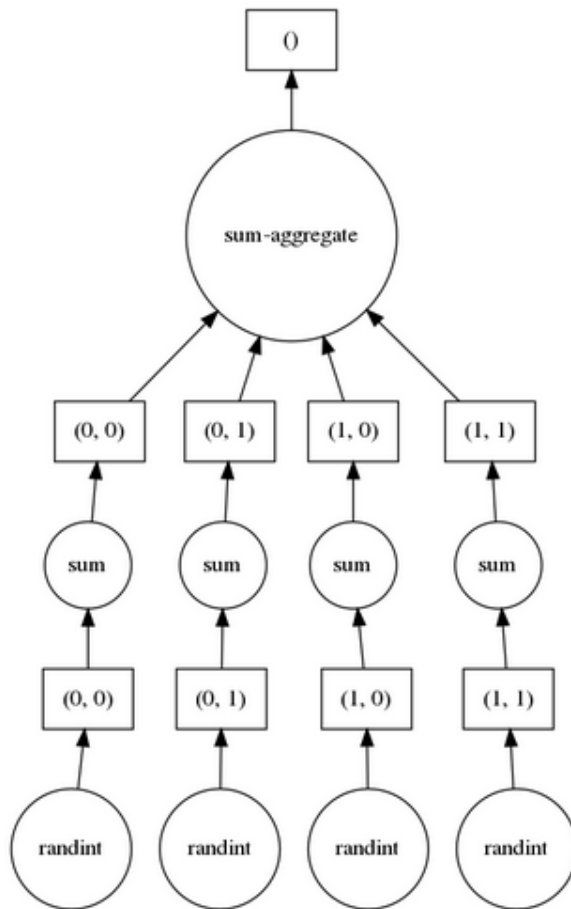 ()
sum-aggregate
(0, 0)
(0, 1)
(1, 0)
(1, 1)
sum
sum
sum
sum
(0, 0)
(0, 1)
(1, 0)
(1, 1)
randint
randint
randint
randint